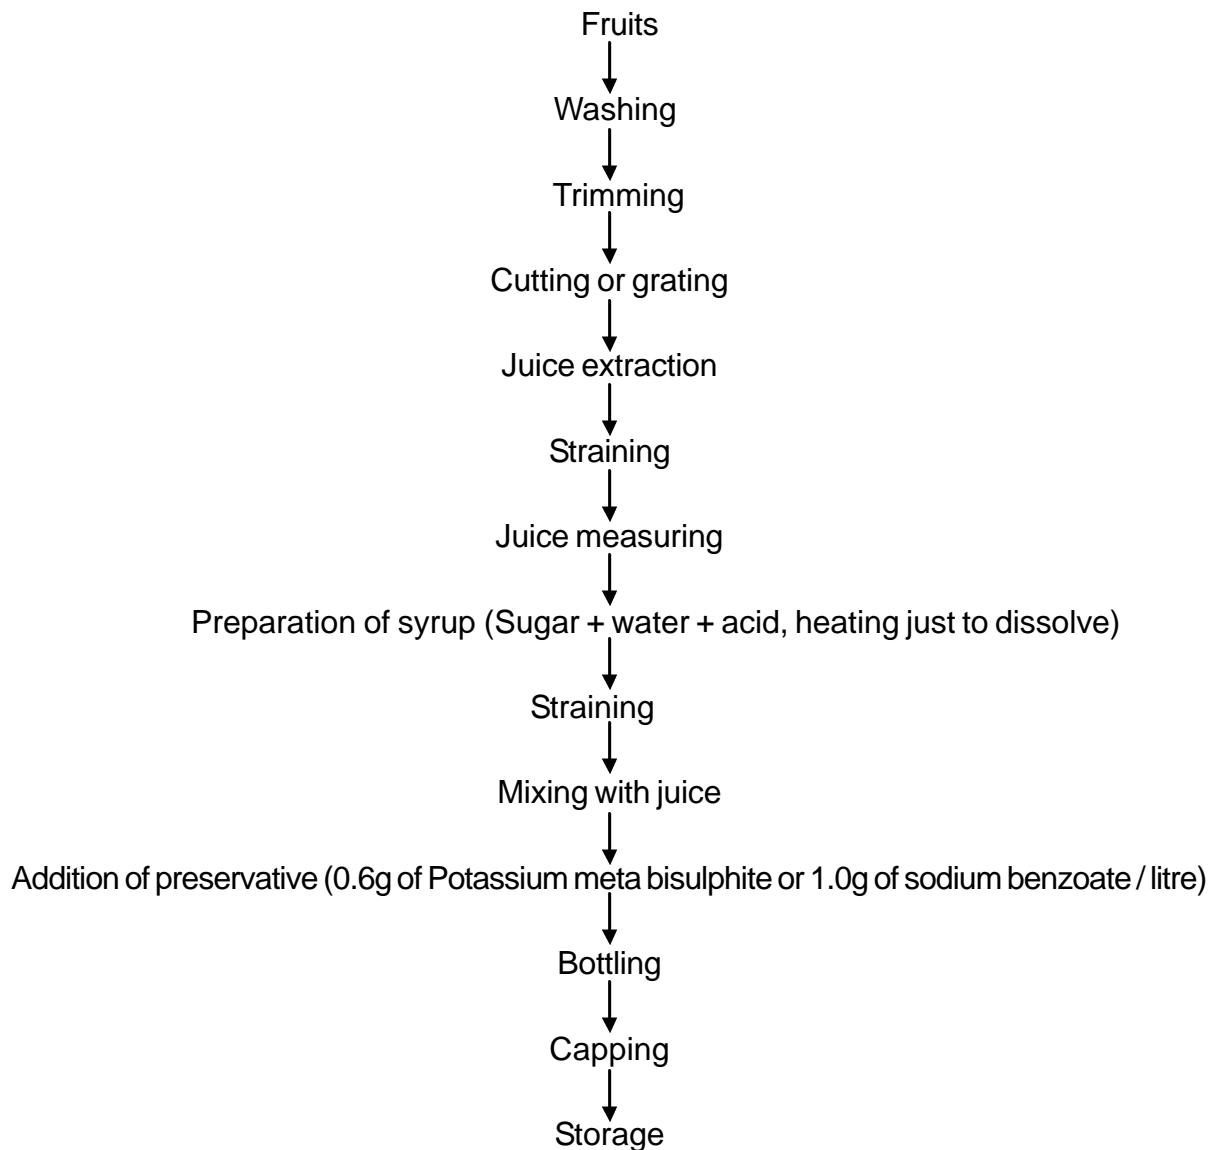 Fruits
Washing
Trimming
Cutting or grating
Juice extraction
Straining
Juice measuring
Preparation of syrup (Sugar + water + acid, heating just to dissolve)
Straining
Mixing with juice
Addition of preservative (0.6g of Potassium meta bisulphite or 1.0g of sodium benzoate / litre)
Bottling
Capping
Storage